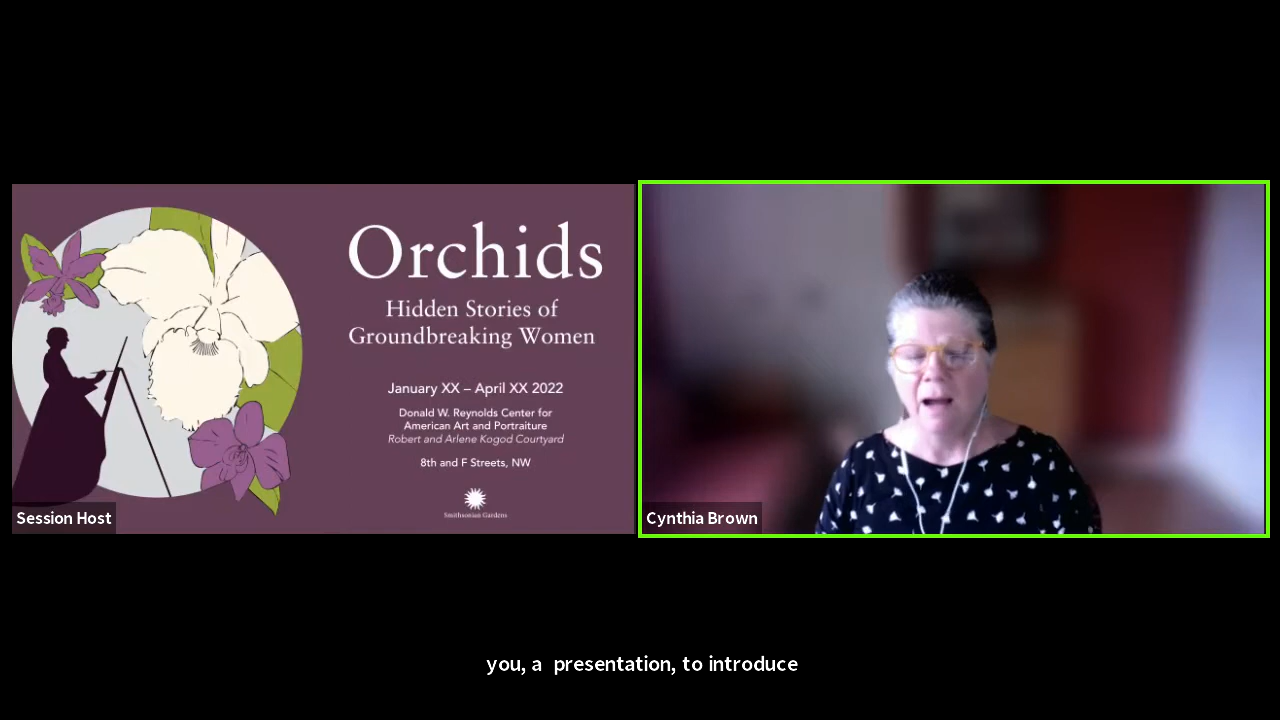 Orchids
Hidden Stories of
Groundbreaking Women
January XX – April XX 2022
Donald W. Reynolds Center for
American Art and Portraiture
Robert and Arlene Kogod Courtyard
8th and F Streets, NW
Smithsonian Gardens
Session Host
Cynthia Brown
you, a  presentation, to introduce